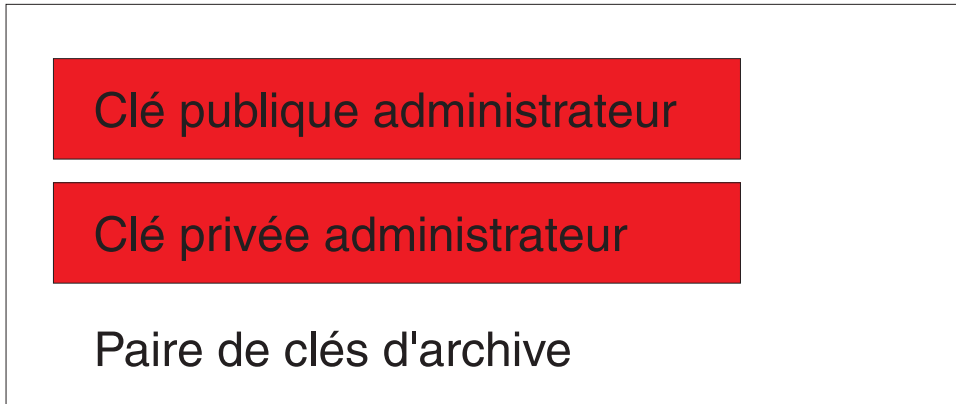 Clé publique administrateur
Clé privée administrateur
Paire de clés d'archive